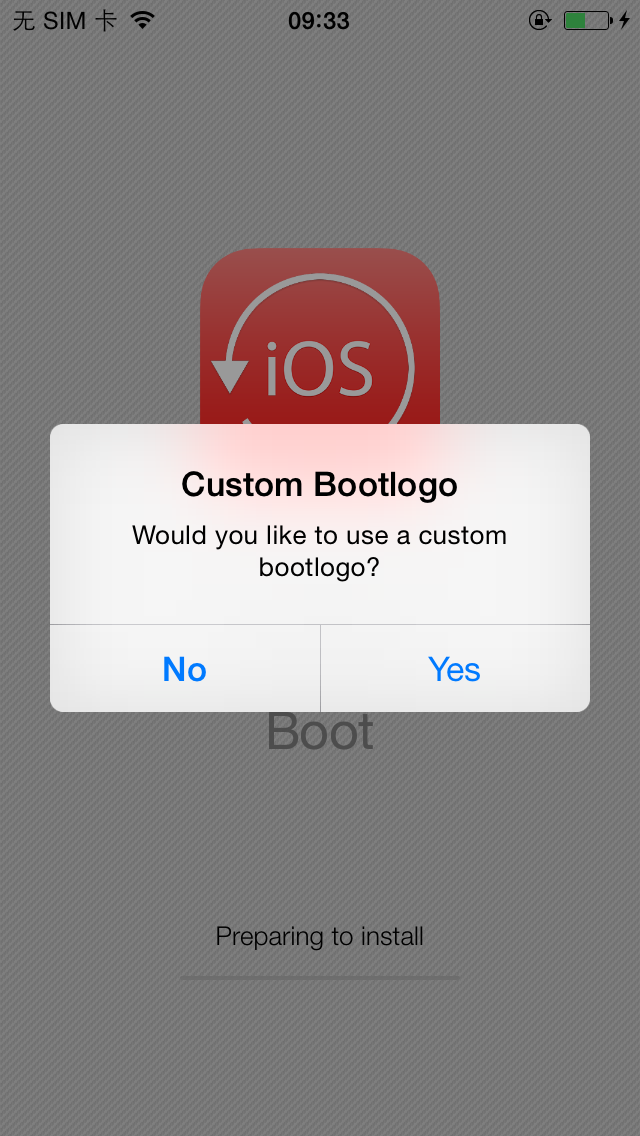 无 SIM 卡 09:33
iOS
Custom Bootlogo
Would you like to use a custom
bootlogo?
No Yes
Boot
Preparing to install